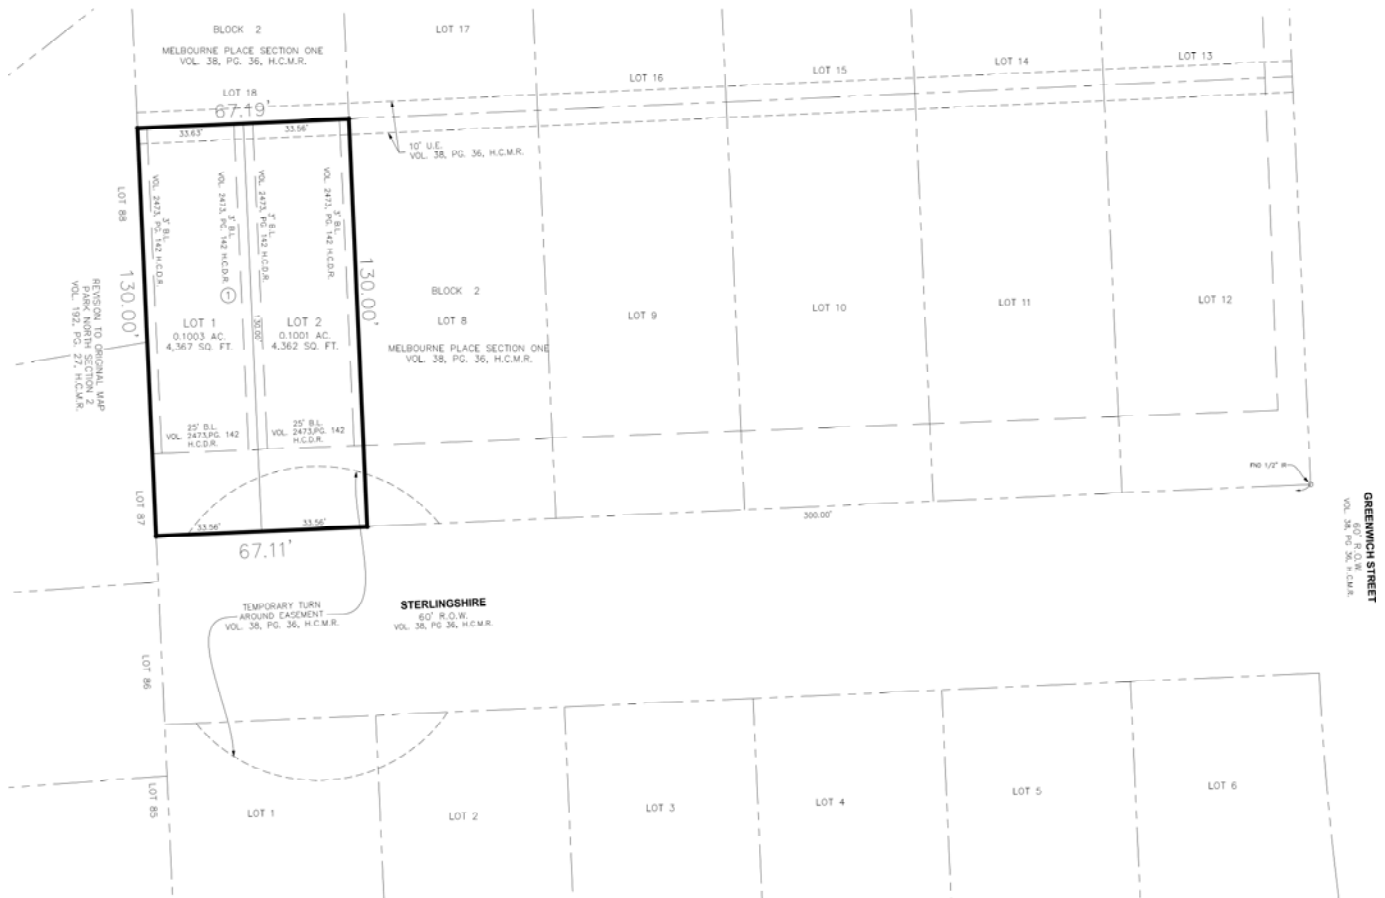 BLOCK 2
MELBOURNE PLACE SECTION ONE
VOL. 38, PG. 36, H.C.M.R.
LOT 18
LOT 17
LOT 16
LOT 15
LOT 14
LOT 13
67.19'
33.63'
33.56'
10' U.E.
VOL. 38, PG. 36, H.C.M.R.
LOT 88
130.00'
3' B.L.
VOL. 2473, PG. 142 H.C.D.R.
3' B.L.
VOL. 2473, PG. 142 H.C.D.R.
3' B.L.
VOL. 2473, PG. 142 H.C.D.R.
3' B.L.
VOL. 2473, PG. 142 H.C.D.R.
130.00'
1
LOT 1
0.1003 AC.
4,367 SQ. FT.
130.00'
LOT 2
0.1001 AC.
4,362 SQ. FT.
BLOCK 2
LOT 8
MELBOURNE PLACE SECTION ONE
VOL. 38, PG. 36, H.C.M.R.
LOT 9
LOT 10
LOT 11
LOT 12
REVISION TO ORIGINAL MAP
PARK NORTH SECTION 2
VOL. 192, PG. 27, H.C.M.R.
25' B.L.
VOL. 2473,PG. 142
H.C.D.R.
25' B.L.
VOL. 2473,PG. 142
H.C.D.R.
LOT 87
33.56'
33.56'
67.11'
300.00'
FND 1/2" IR
GREENWICH STREET
60' R.O.W.
VOL. 38, PG. 36, H.C.M.R.
TEMPORARY TURN
AROUND EASEMENT
VOL. 38, PG. 36, H.C.M.R.
STERLINGSHIRE
60' R.O.W.
VOL. 38, PG 36, H.C.M.R.
LOT 86
LOT 85
LOT 1
LOT 2
LOT 3
LOT 4
LOT 5
LOT 6